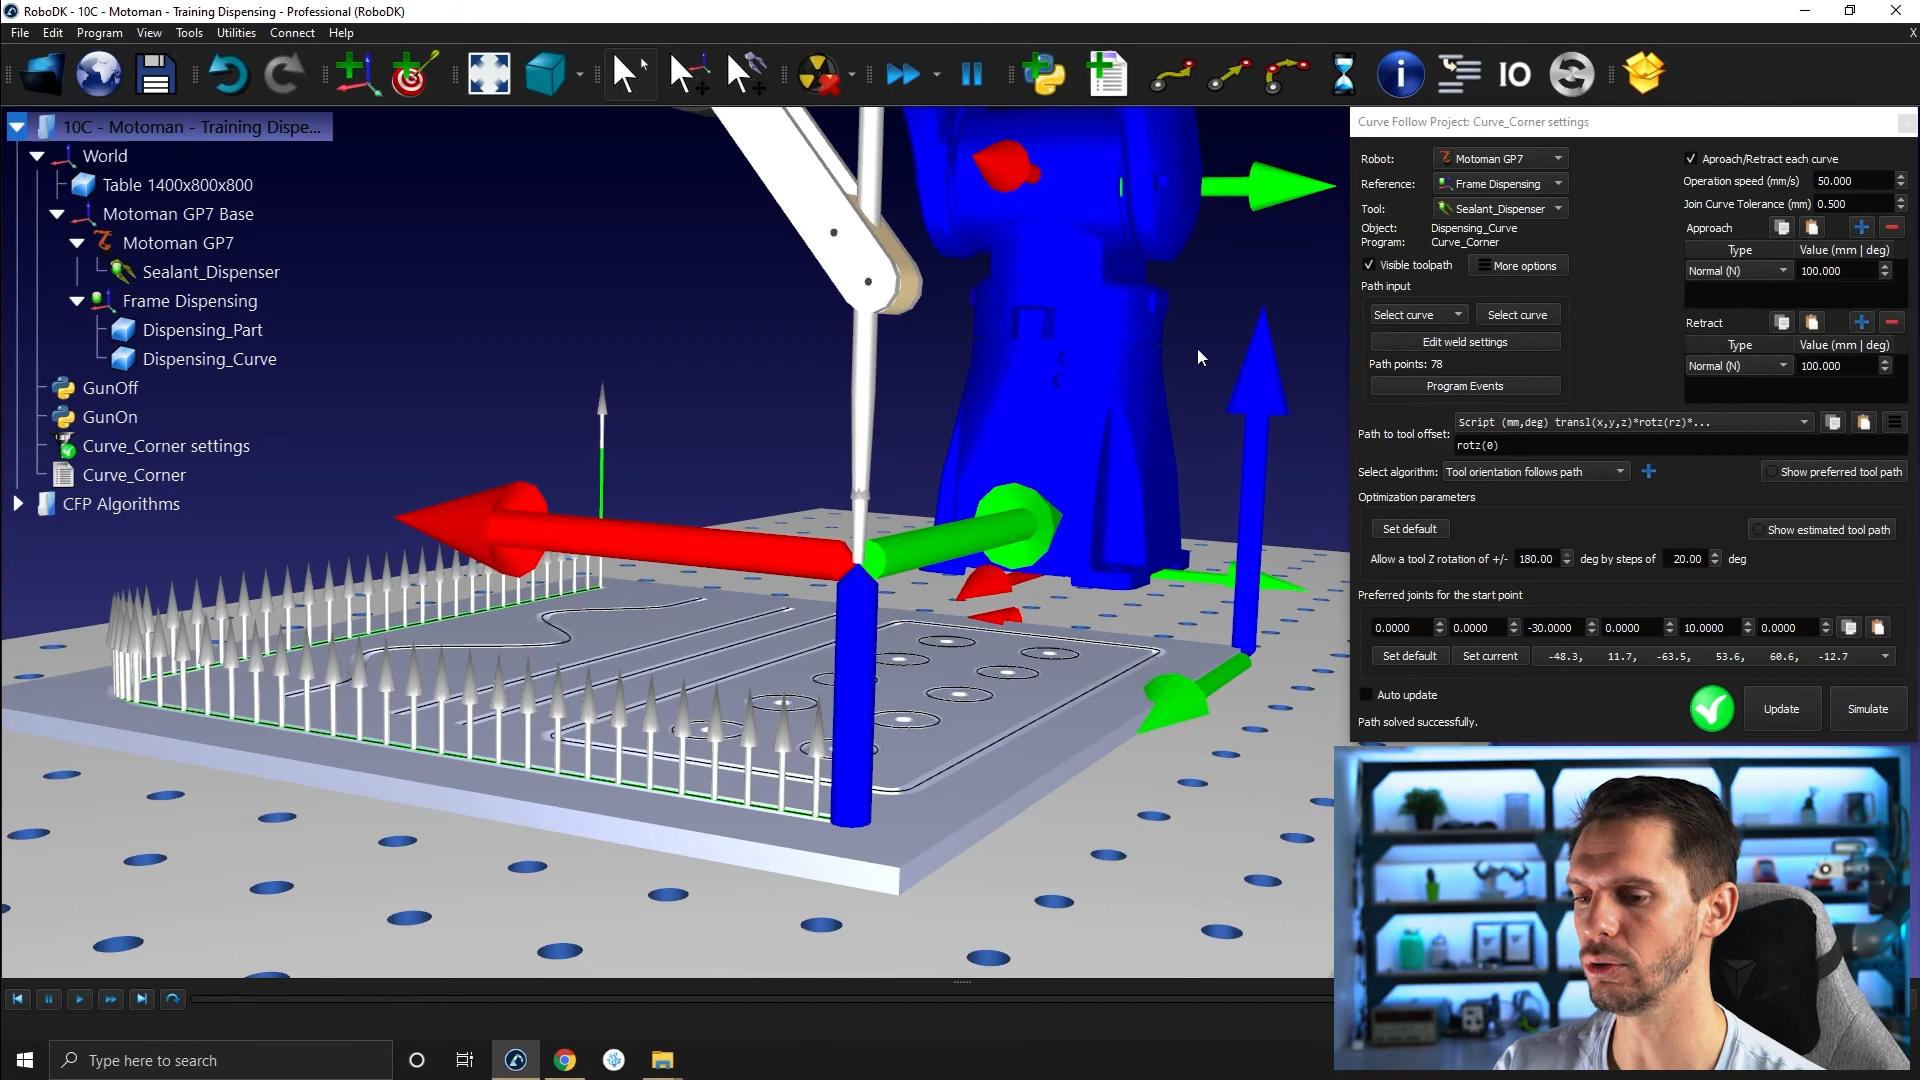 RoboDK - 10C - Motoman - Training Dispensing - Professional (RoboDK)
File Edit Program View Tools Utilities Connect Help
X
IO
10C - Motoman - Training Dispe...
World
Table 1400x800x800
Motoman GP7 Base
Motoman GP7
Sealant_Dispenser
Frame Dispensing
Dispensing_Part
Dispensing_Curve
GunOff
GunOn
Curve_Corner settings
Curve_Corner
CFP Algorithms
Curve Follow Project: Curve_Corner settings
Robot: Motoman GP7
Reference: Frame Dispensing
Tool: Sealant_Dispenser
Object: Dispensing_Curve
Program: Curve_Corner
Visible toolpath More options
Path input
Select curve Select curve
Edit weld settings
Path points: 78
Program Events
Aproach/Retract each curve
Operation speed (mm/s) 50.000
Join Curve Tolerance (mm) 0.500
Approach
Type Value (mm | deg)
Normal (N) 100.000
Retract
Type Value (mm | deg)
Normal (N) 100.000
Path to tool offset: Script (mm,deg) transl(x,y,z)*rotz(rz)*...
rotz(0)
Select algorithm: Tool orientation follows path Show preferred tool path
Optimization parameters
Set default Show estimated tool path
Allow a tool Z rotation of +/- 180.00 deg by steps of 20.00 deg
Preferred joints for the start point
0.0000 0.0000 -30.0000 0.0000 10.0000 0.0000
Set default Set current -48.3, 11.7, -63.5, 53.6, 60.6, -12.7
Auto update
Path solved successfully.
Update Simulate
Type here to search